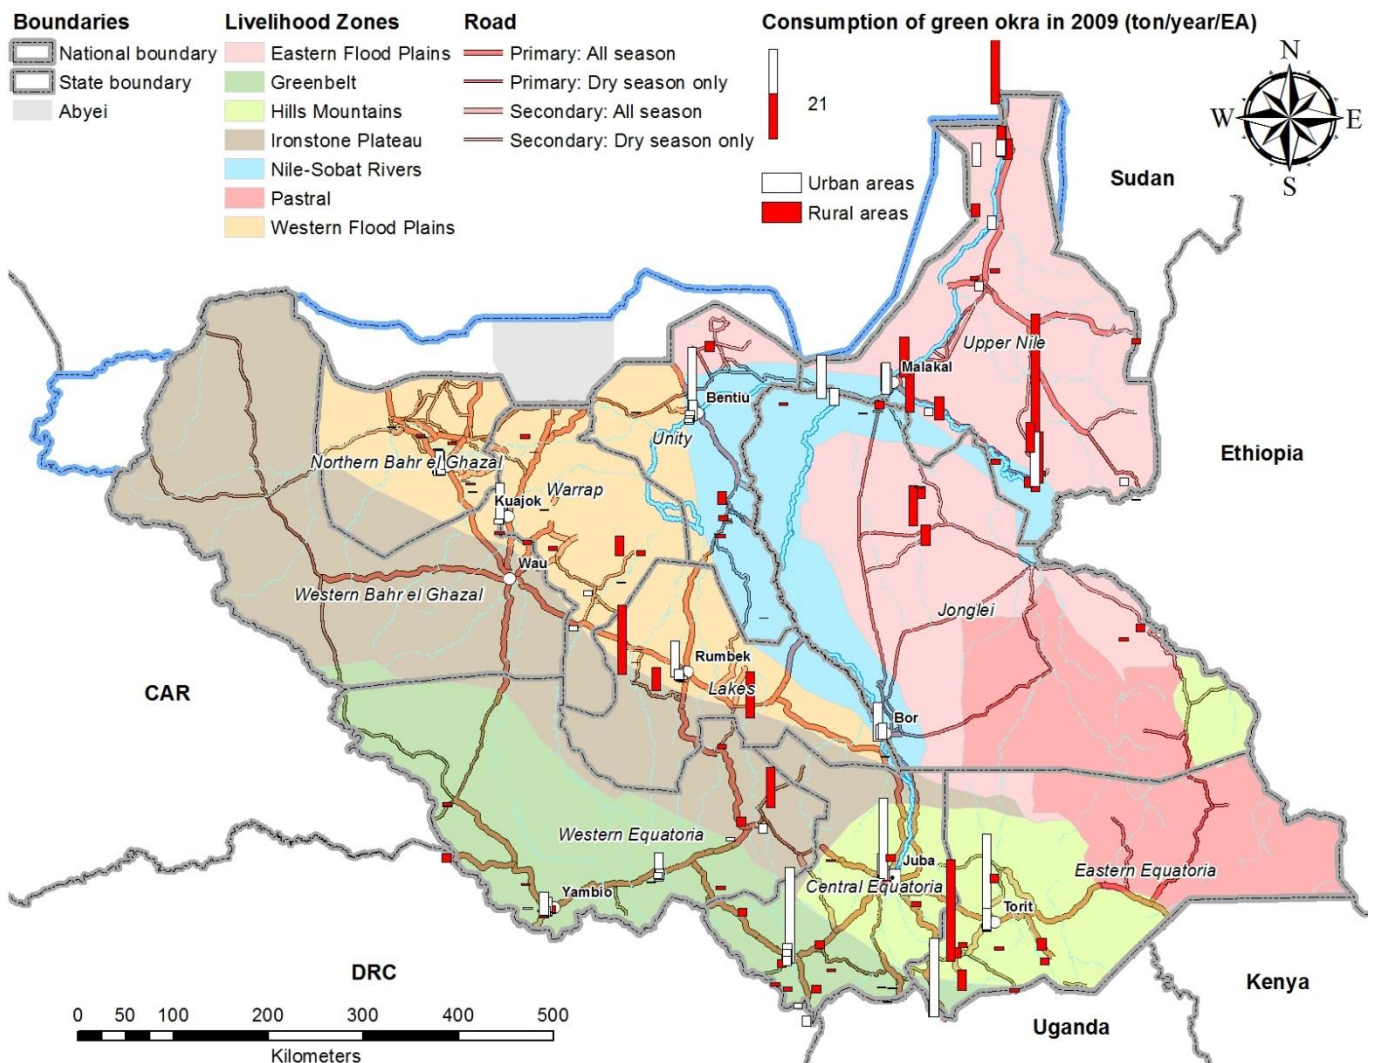 Boundaries
National boundary
State boundary
Abyei
Livelihood Zones
Eastern Flood Plains
Greenbelt
Hills Mountains
Ironstone Plateau
Nile-Sobat Rivers
Pastral
Western Flood Plains
Road
Primary: All season
Primary: Dry season only
Secondary: All season
Secondary: Dry season only
Consumption of green okra in 2009 (ton/year/EA)
21
Urban areas
Rural areas
N
W E
S
Sudan
Upper Nile
Malakal
Bentiu
Unity
Ethiopia
Northern Bahr el Ghazal
Warrap
Kuajok
Wau
Western Bahr el Ghazal
Jonglei
Rumbek
Lakes
CAR
Bor
Western Equatoria
Juba
Central Equatoria
Eastern Equatoria
Yambio
Torit
DRC
Kenya
Uganda
0 50 100 200 300 400 500
Kilometers